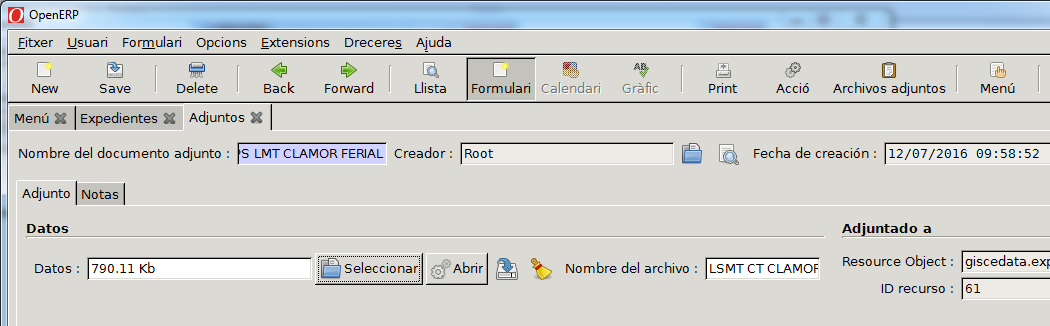 OpenERP
Fitxer Usuari Formulari Opcions Extensions Dreceres Ajuda
New Save Delete Back Forward Llista Formulari Calendari Gràfic Print Acció Archivos adjuntos Menú
Menú Expedientes Adjuntos
Nombre del documento adjunto : PS LMT CLAMOR FERIAL Creador : Root Fecha de creación : 12/07/2016 09:58:52
Adjunto Notas
Datos Adjuntado a
Datos : 790.11 Kb Seleccionar Abrir Nombre del archivo : LSMT CT CLAMOR Resource Object : giscedata.exp
ID recurso : 61